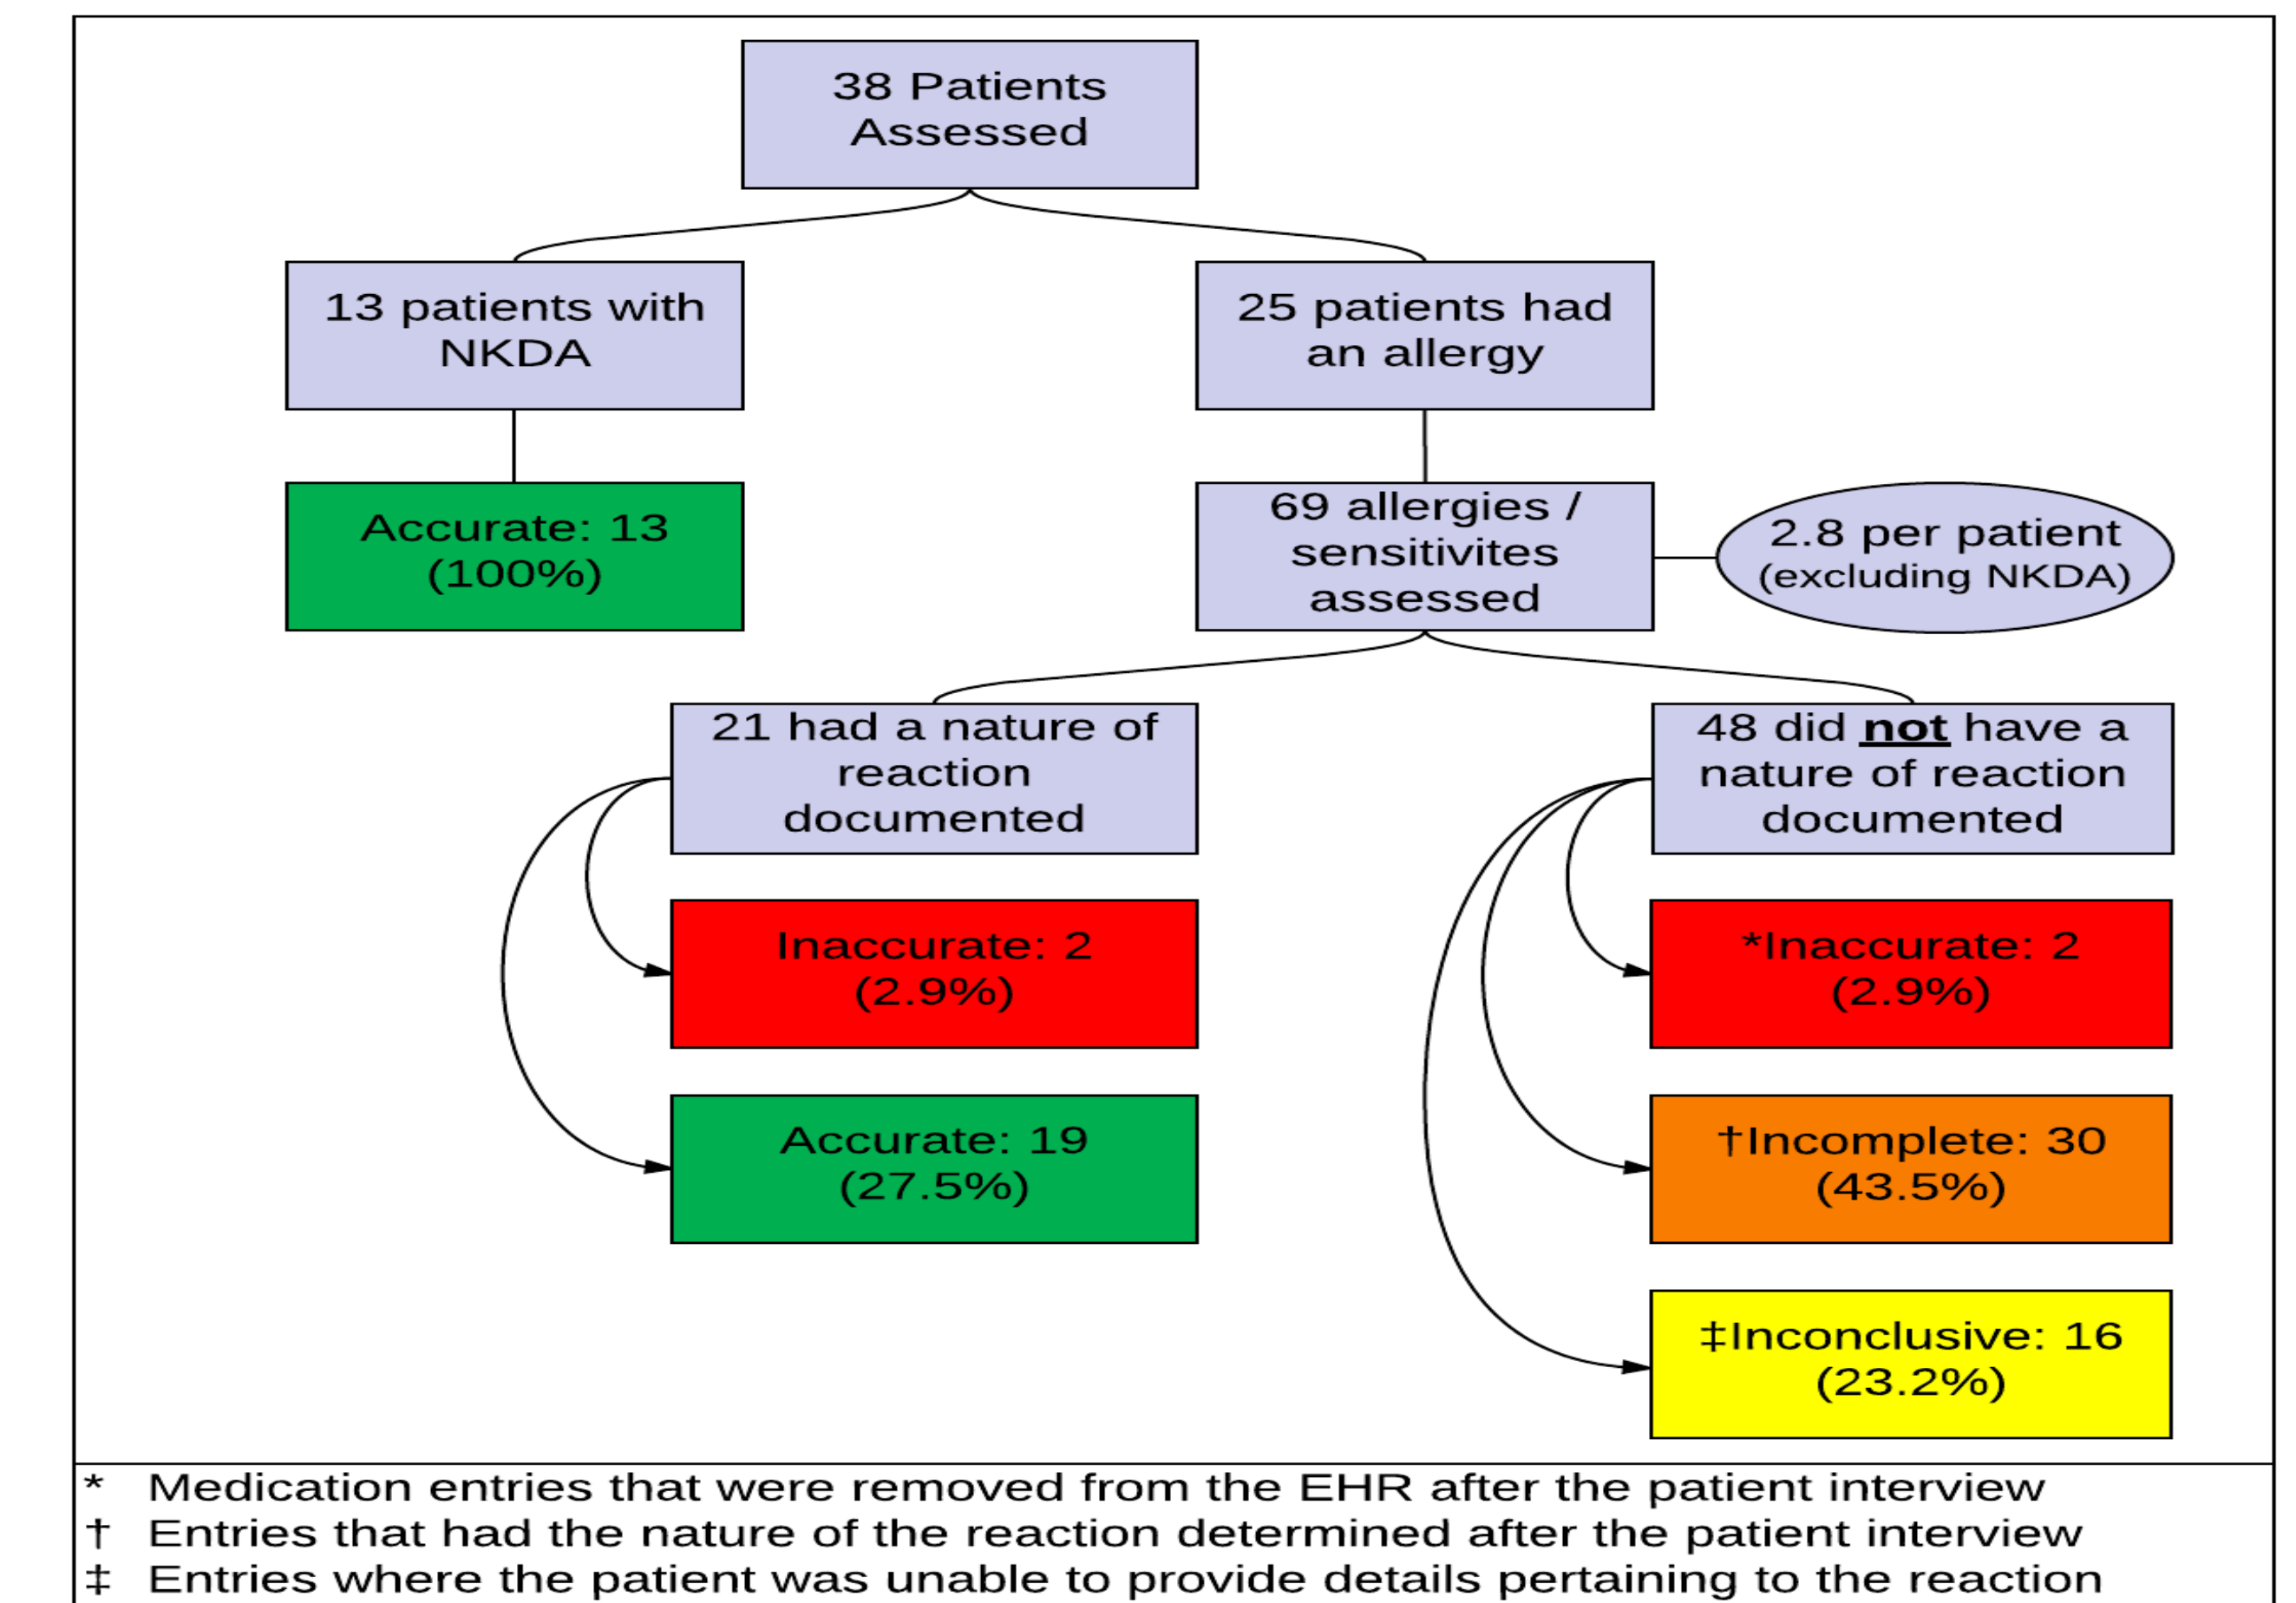 38 Patients
Assessed
13 patients with
NKDA
25 patients had
an allergy
Accurate: 13
(100%)
69 allergies /
sensitivites
assessed
2.8 per patient
(excluding NKDA)
21 had a nature of
reaction
documented
48 did not have a
nature of reaction
documented
Inaccurate: 2
(2.9%)
*Inaccurate: 2
(2.9%)
Accurate: 19
(27.5%)
†Incomplete: 30
(43.5%)
‡Inconclusive: 16
(23.2%)
* Medication entries that were removed from the EHR after the patient interview
† Entries that had the nature of the reaction determined after the patient interview
‡ Entries where the patient was unable to provide details pertaining to the reaction